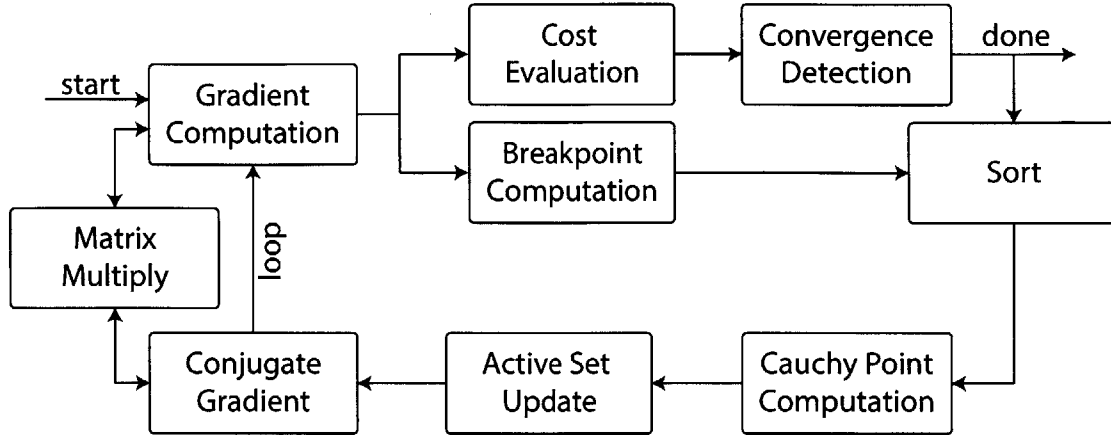 start
Gradient
Computation
Cost
Evaluation
Convergence
Detection
done
Breakpoint
Computation
Sort
Matrix
Multiply
loop
Conjugate
Gradient
Active Set
Update
Cauchy Point
Computation